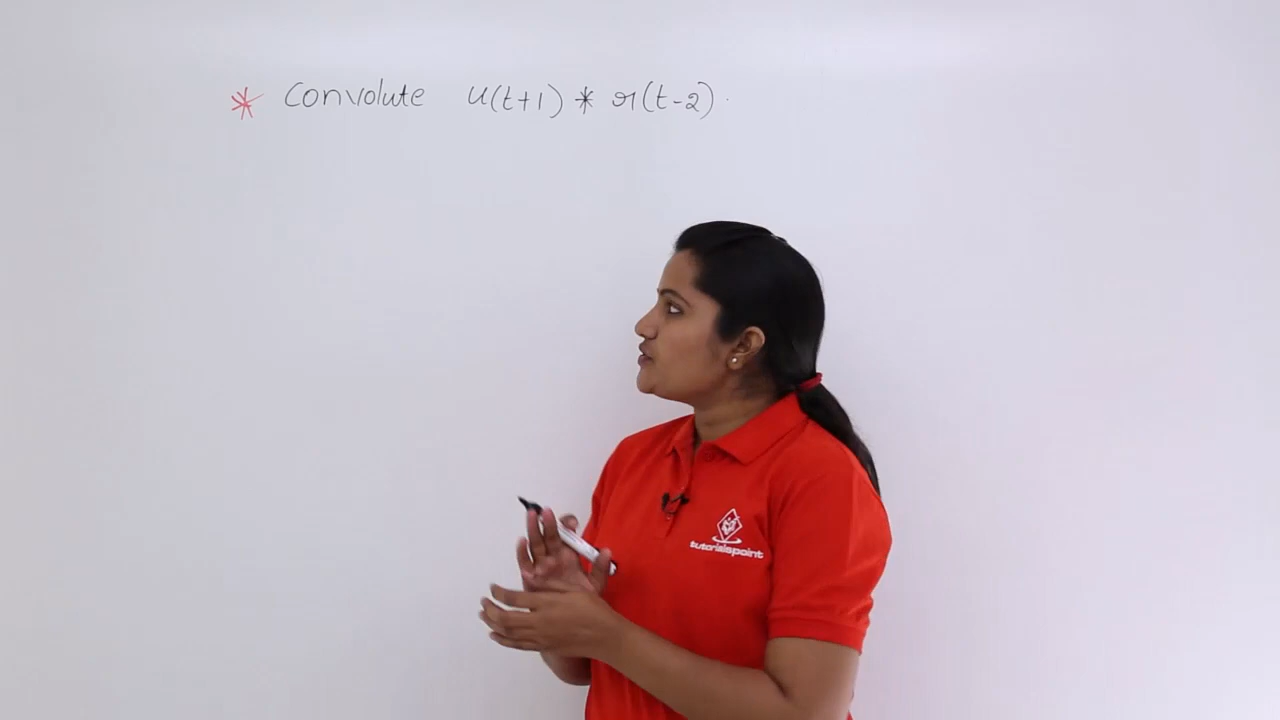 * Convolute u(t+1) * r(t-2).
tutorialspoint